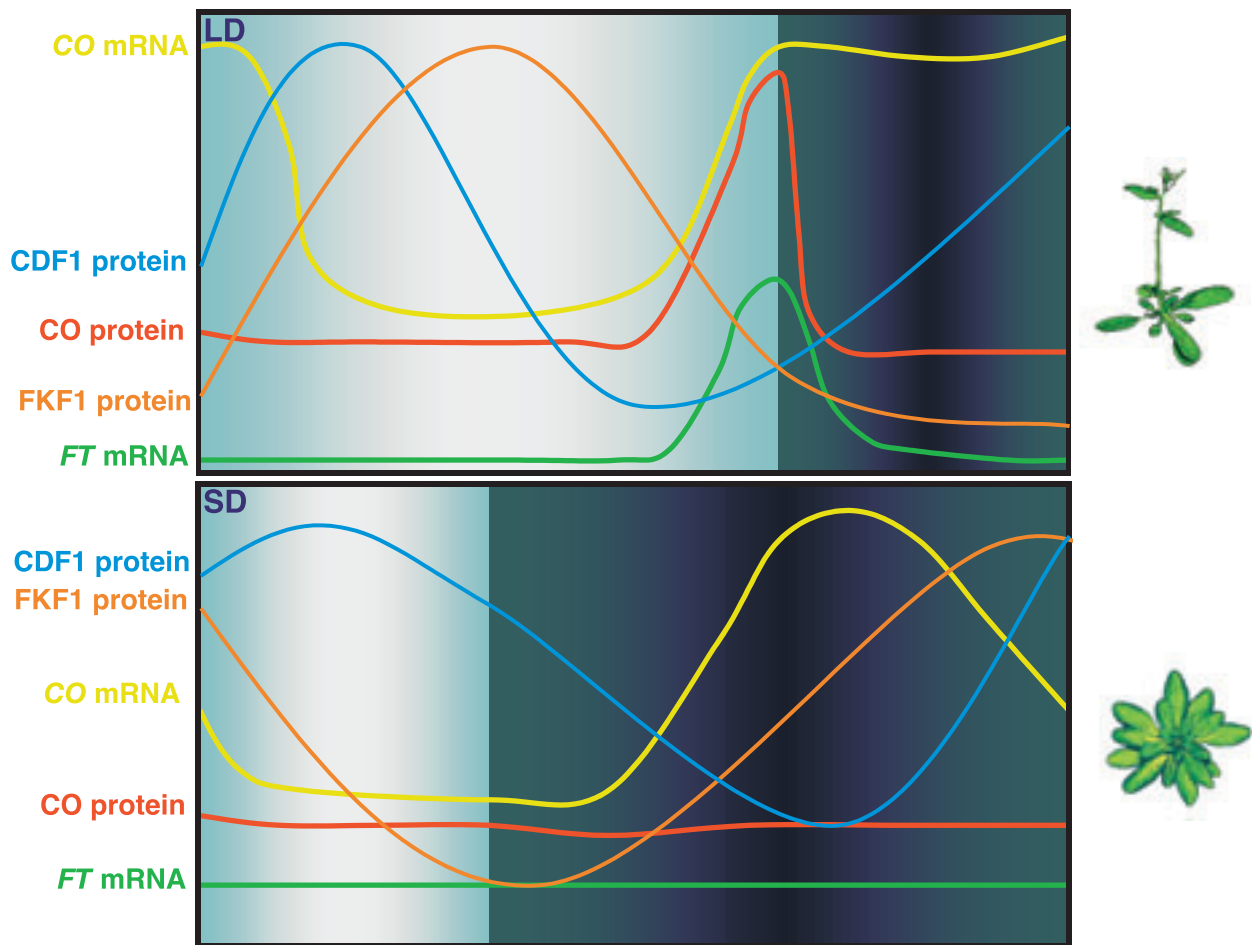 LD
CO mRNA
CDF1 protein
CO protein
FKF1 protein
FT mRNA
SD
CDF1 protein
FKF1 protein
CO mRNA
CO protein
FT mRNA